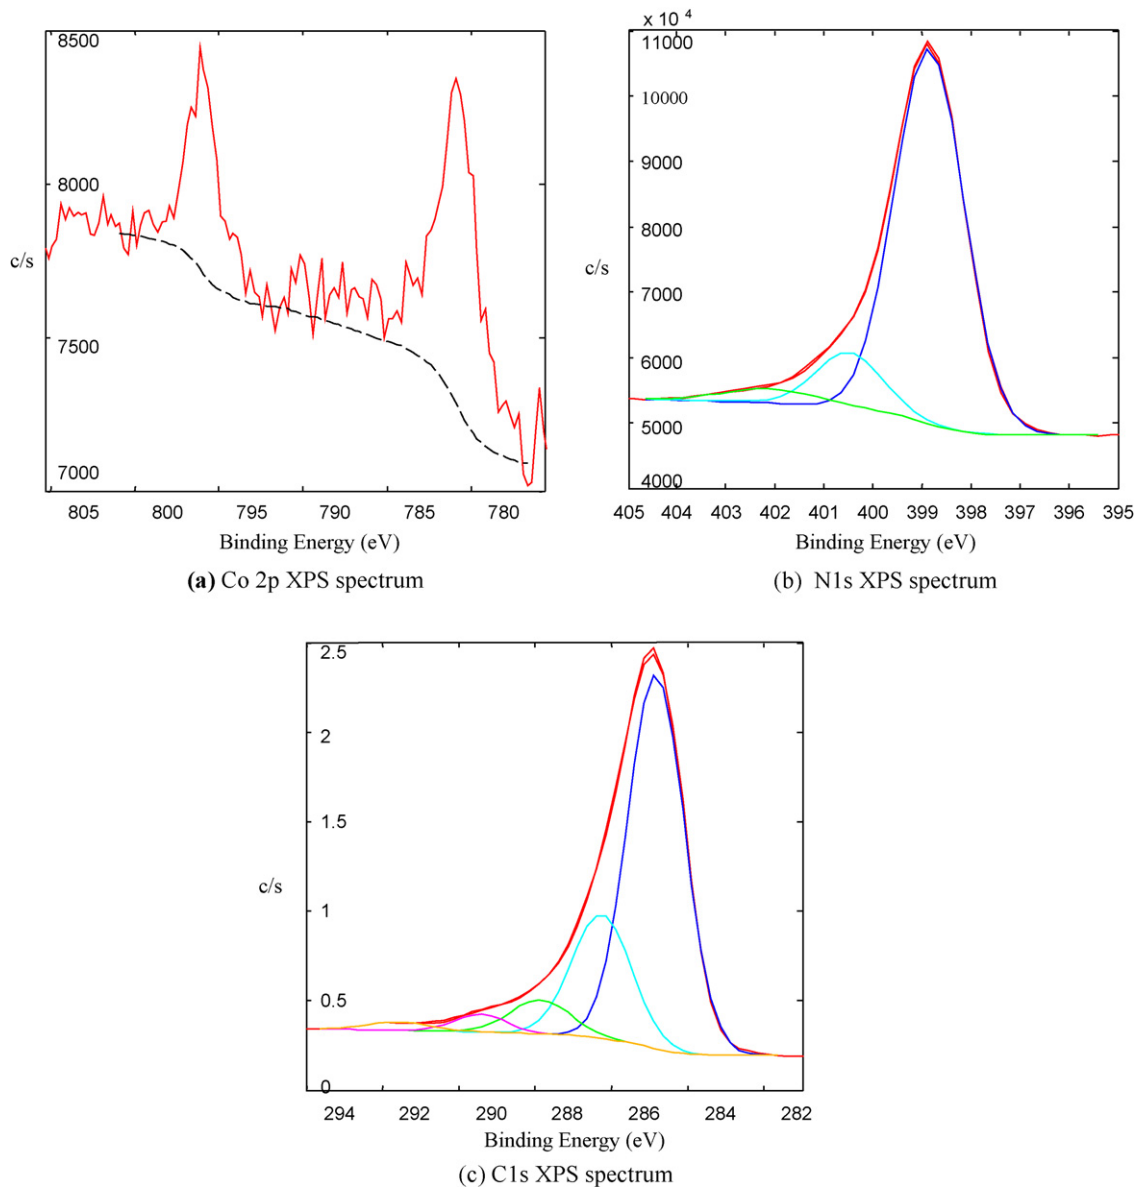 8500
8000
c/s
7500
7000
805 800 795 790 785 780
Binding Energy (eV)
(a) Co 2p XPS spectrum
x 10 4
11000
10000
9000
8000
c/s
7000
6000
5000
4000
405 404 403 402 401 400 399 398 397 396 395
Binding Energy (eV)
(b) N1s XPS spectrum
2.5
2
1.5
c/s
1
0.5
0
294 292 290 288 286 284 282
Binding Energy (eV)
(c) C1s XPS spectrum